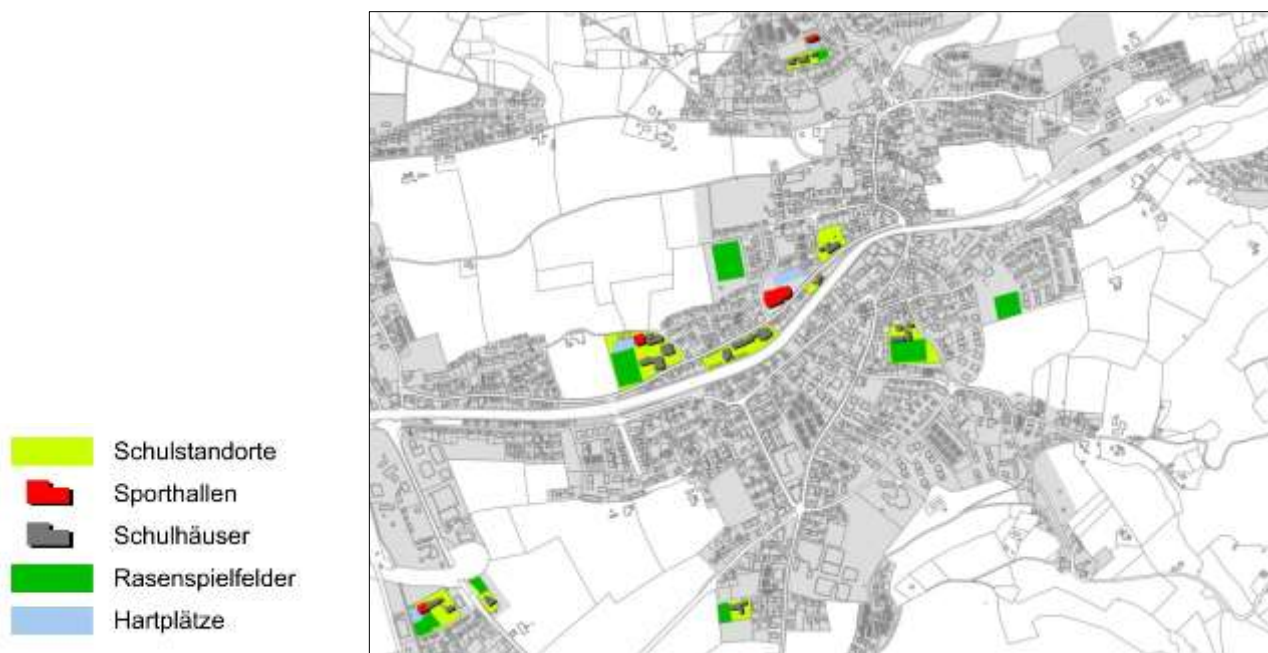 Schulstandorte
Sporthallen
Schulhäuser
Rasenspielfelder
Hartplätze